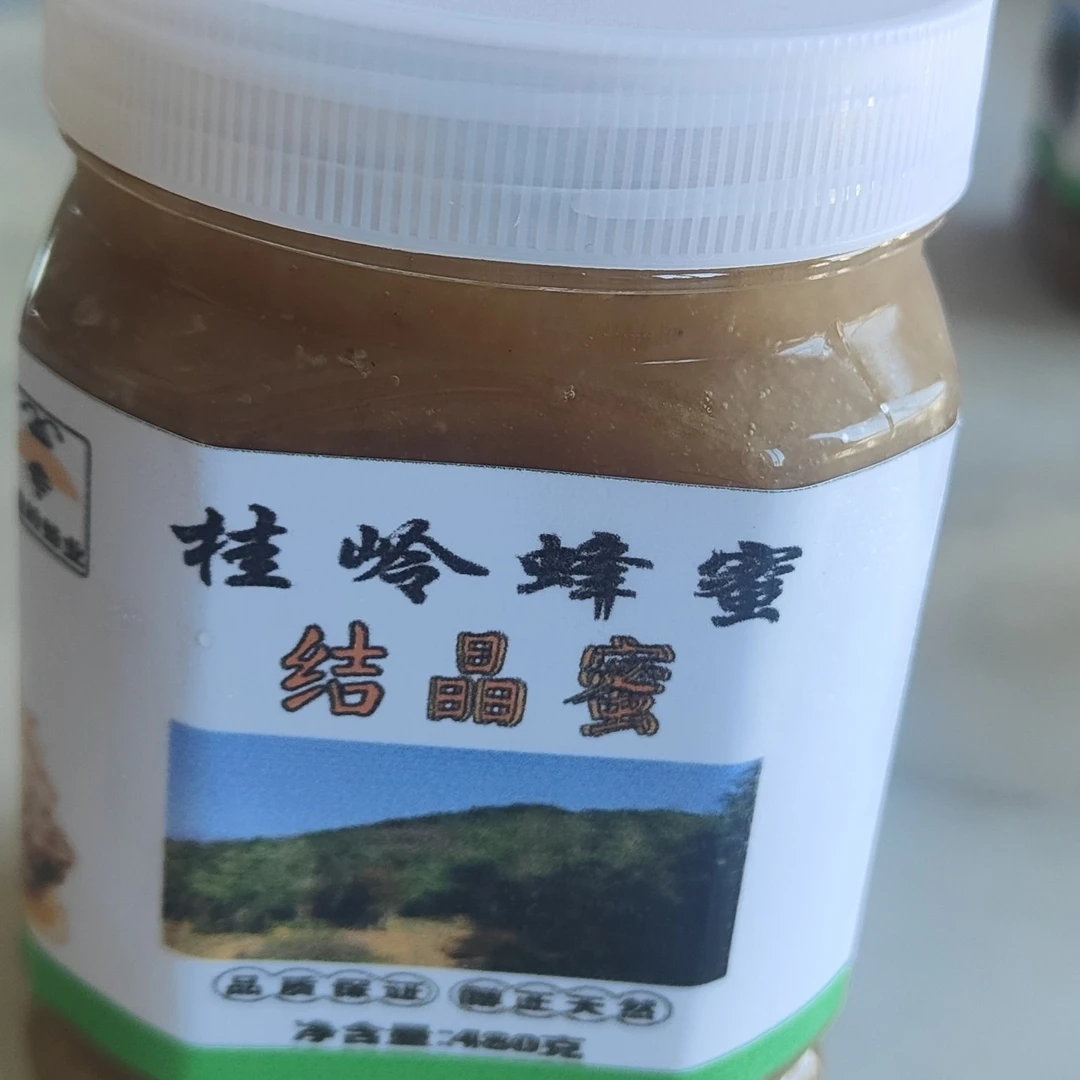 桂岭蜂蜜
结晶蜜
品质保证 醇正天然
净含量:480克